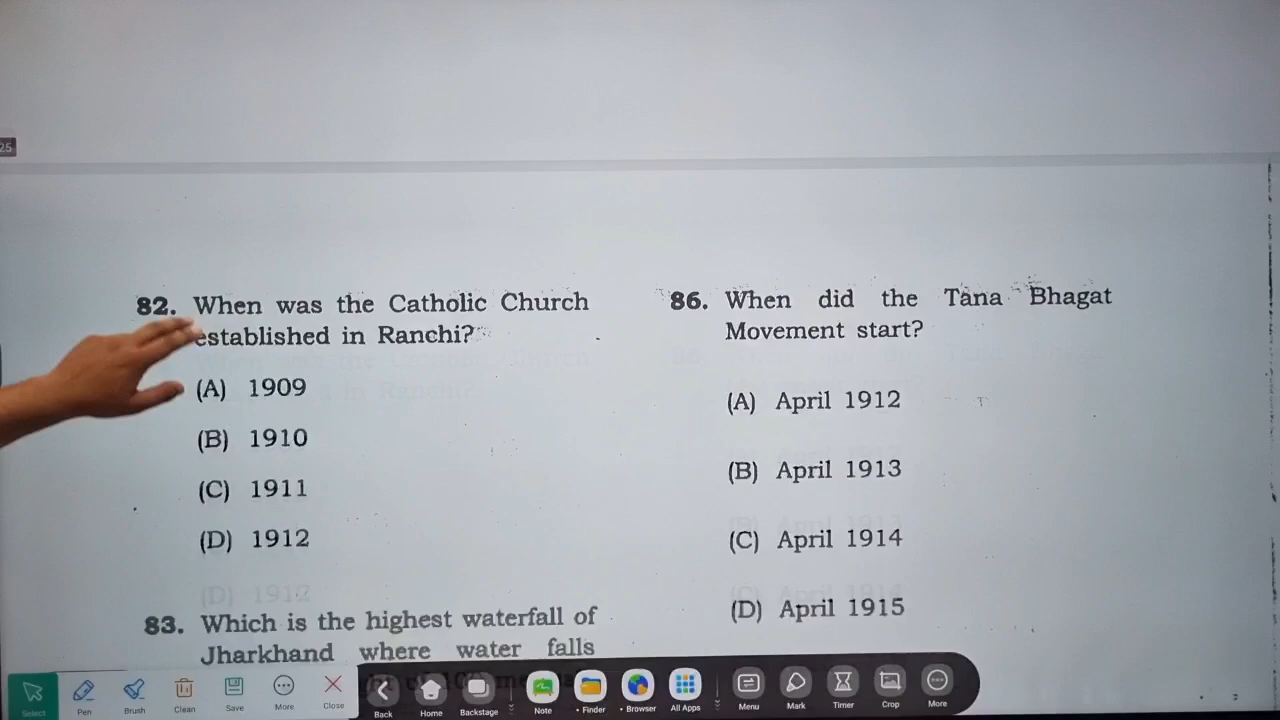 25
82. When was the Catholic Church
established in Ranchi?
(A) 1909
(B) 1910
(C) 1911
(D) 1912
83. Which is the highest waterfall of
Jharkhand where water falls
86. When did the Tana Bhagat
Movement start?
(A) April 1912
(B) April 1913
(C) April 1914
(D) April 1915
Select Pen Brush Clean Save More Close
Back Home Backstage Note • Finder • Browser All Apps Menu Mark Timer Crop More